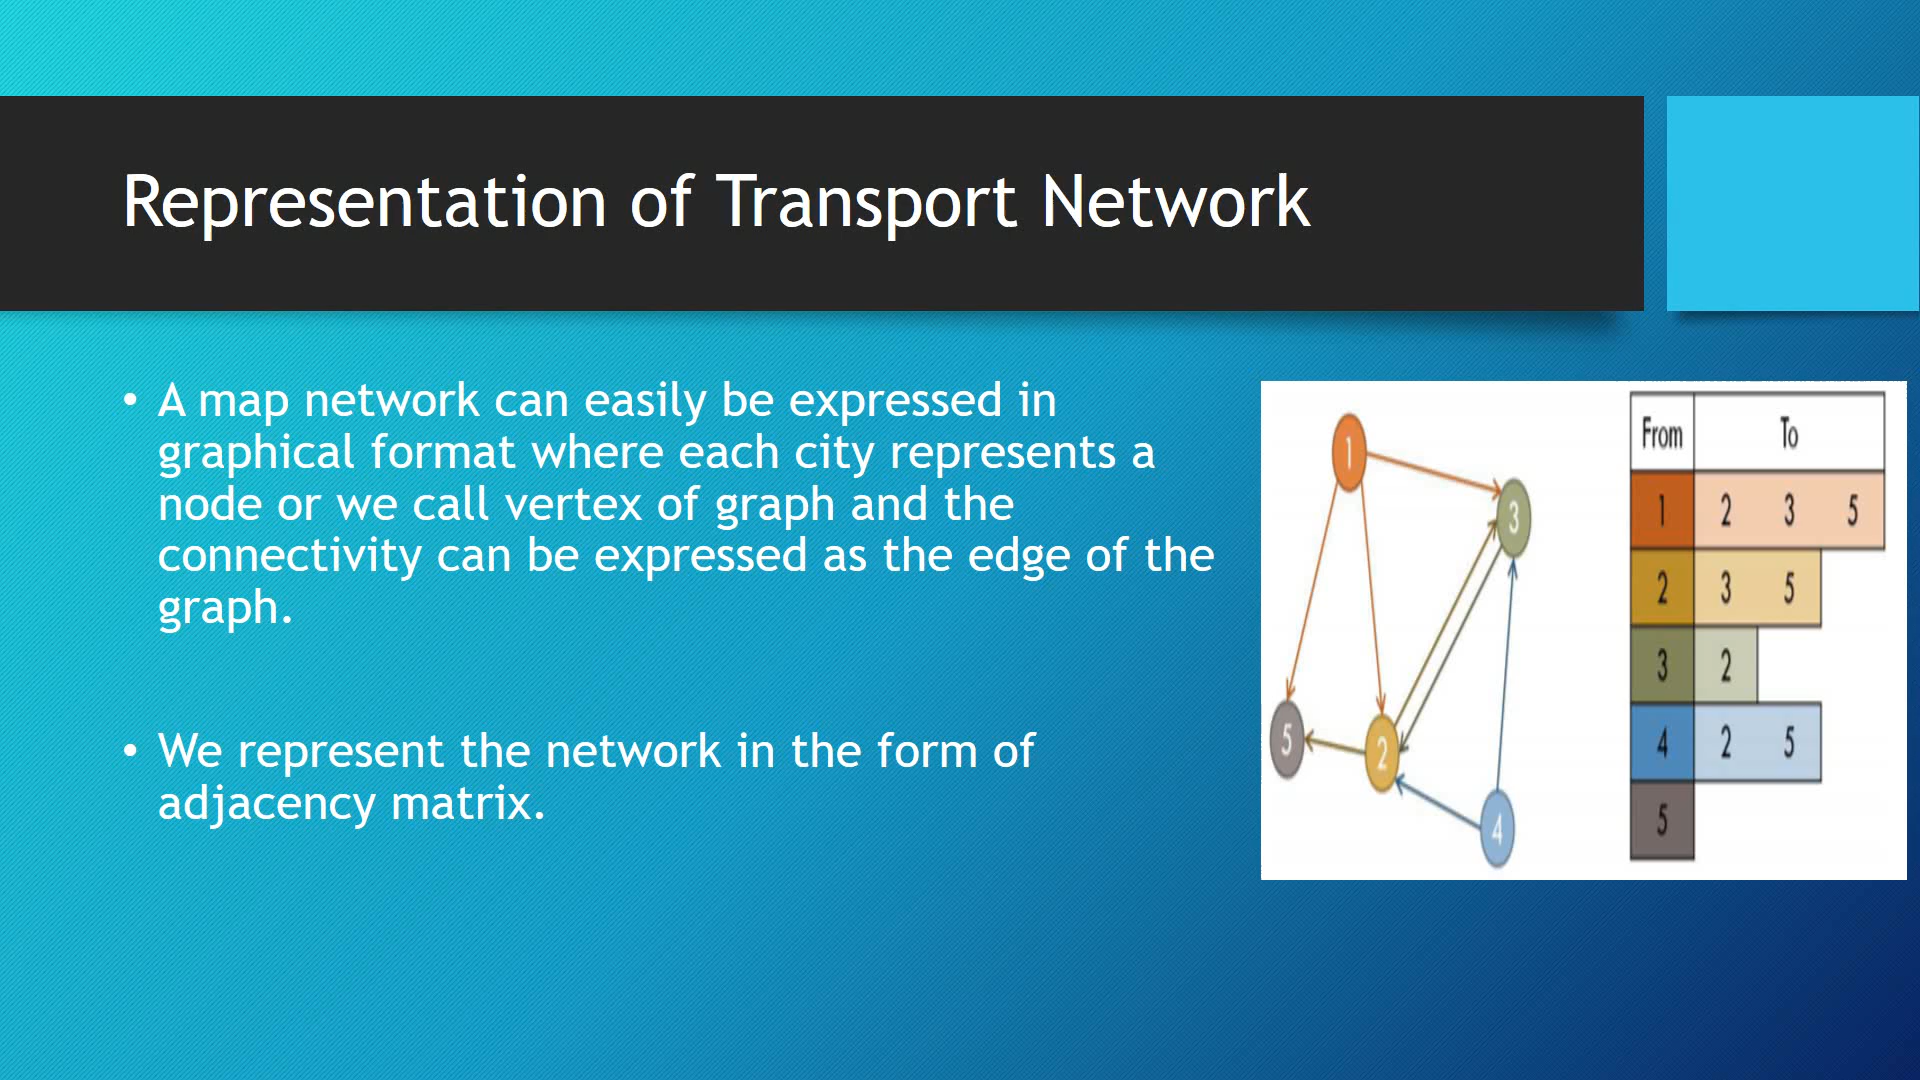 Representation of Transport Network
• A map network can easily be expressed in
graphical format where each city represents a
node or we call vertex of graph and the
connectivity can be expressed as the edge of the
graph.
• We represent the network in the form of
adjacency matrix.
1
3
5
2
4
From To
1 2 3 5
2 3 5
3 2
4 2 5
5